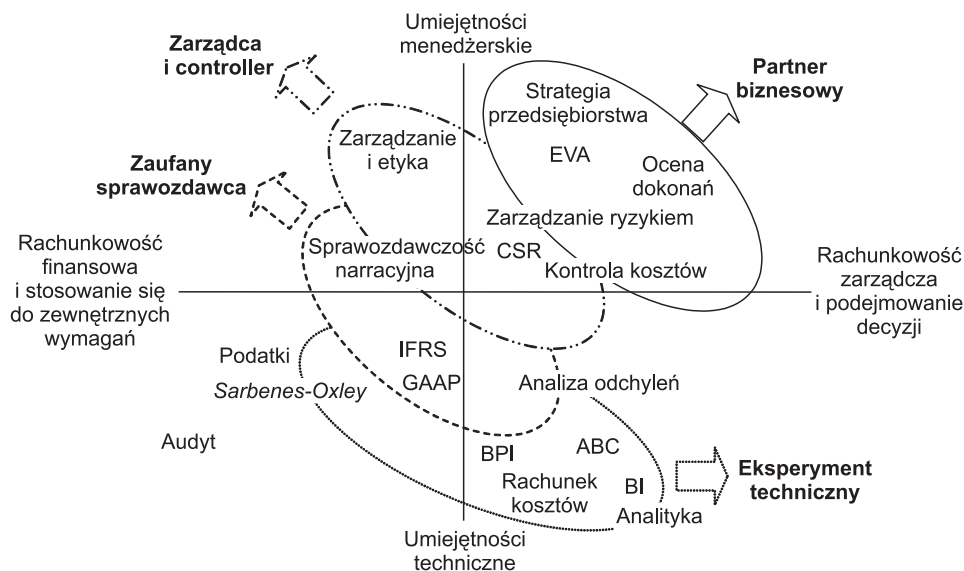 Umiejętności
menedżerskie
Zarządca
i controller
Partner
biznesowy
Strategia
przedsiębiorstwa
Zarządzanie
i etyka
EVA
Ocena
dokonań
Zaufany
sprawozdawca
Zarządzanie ryzykiem
Sprawozdawczość
narracyjna
CSR
Kontrola kosztów
Rachunkowość
finansowa
i stosowanie się
do zewnętrznych
wymagań
Rachunkowość
zarządcza
i podejmowanie
decyzji
Podatki
IFRS
Sarbenes-Oxley
GAAP
Analiza odchyleń
Audyt
BPI
ABC
Rachunek
kosztów
BI
Analityka
Eksperyment
techniczny
Umiejętności
techniczne